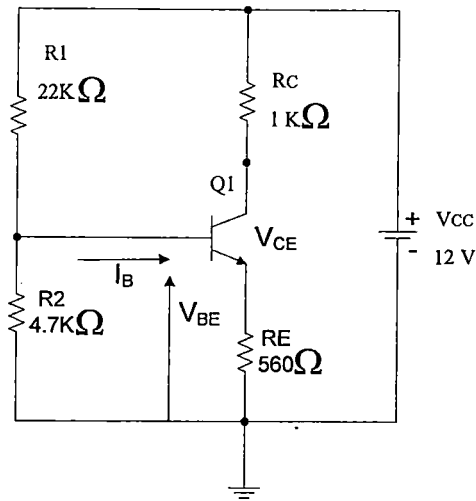 R1
22KΩ
RC
1 KΩ
Q1
VCE
+
-
VCC
12 V
IB
VBE
R2
4.7KΩ
RE
560Ω